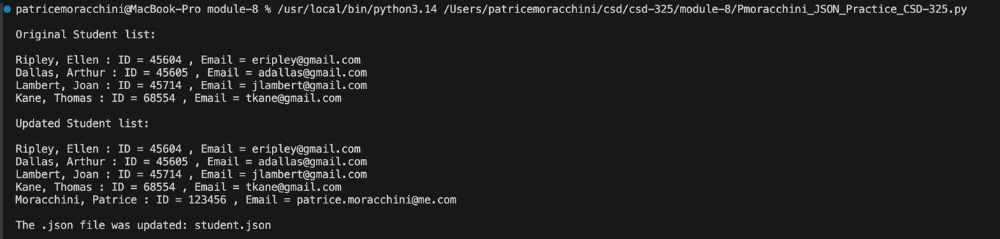 patricemoracchini@MacBook-Pro module-8 % /usr/local/bin/python3.14 /Users/patricemoracchini/csd/csd-325/module-8/Pmoracchini_JSON_Practice_CSD-325.py
Original Student list:
Ripley, Ellen : ID = 45604 , Email = eripley@gmail.com
Dallas, Arthur : ID = 45605 , Email = adallas@gmail.com
Lambert, Joan : ID = 45714 , Email = jlambert@gmail.com
Kane, Thomas : ID = 68554 , Email = tkane@gmail.com
Updated Student list:
Ripley, Ellen : ID = 45604 , Email = eripley@gmail.com
Dallas, Arthur : ID = 45605 , Email = adallas@gmail.com
Lambert, Joan : ID = 45714 , Email = jlambert@gmail.com
Kane, Thomas : ID = 68554 , Email = tkane@gmail.com
Moracchini, Patrice : ID = 123456 , Email = patrice.moracchini@me.com
The .json file was updated: student.json